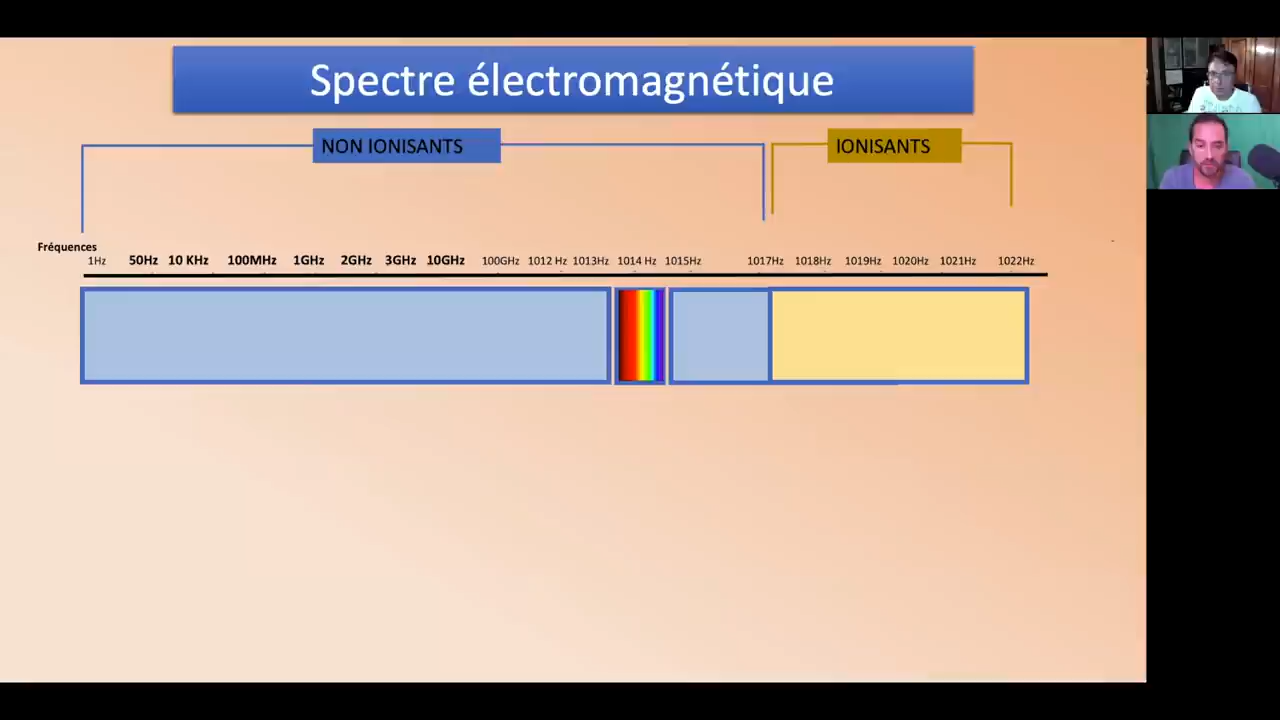 Spectre électromagnétique
NON IONISANTS
IONISANTS
Fréquences
1Hz 50Hz 10 KHz 100MHz 1GHz 2GHz 3GHz 10GHz 100GHz 1012 Hz 1013Hz 1014 Hz 1015Hz 1017Hz 1018Hz 1019Hz 1020Hz 1021Hz 1022Hz